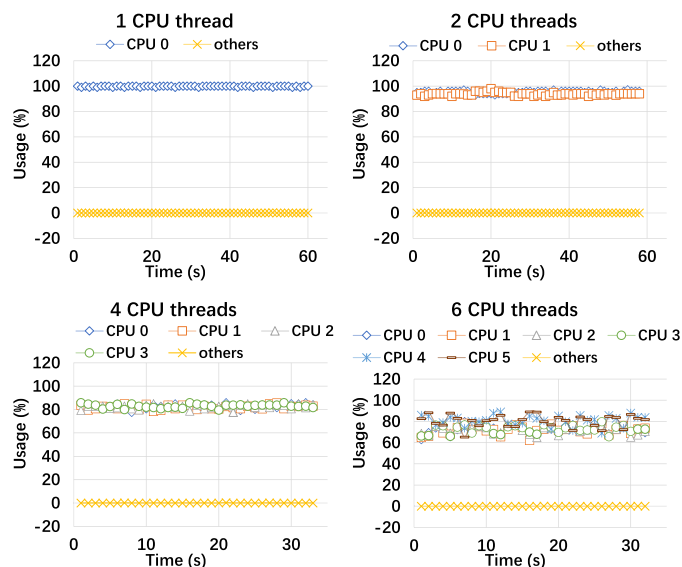 1 CPU thread
CPU 0 others
120
100
80
60
40
20
0
-20
Usage (%)
0 20 40 60 80
Time (s)
2 CPU threads
CPU 0 CPU 1 others
120
100
80
60
40
20
0
-20
Usage (%)
0 20 40 60 80
Time (s)
4 CPU threads
CPU 0 CPU 1 CPU 2
CPU 3 others
120
100
80
60
40
20
0
-20
Usage (%)
0 10 20 30
Time (s)
6 CPU threads
CPU 0 CPU 1 CPU 2 CPU 3
CPU 4 CPU 5 others
120
100
80
60
40
20
0
-20
Usage (%)
0 10 20 30
Time (s)